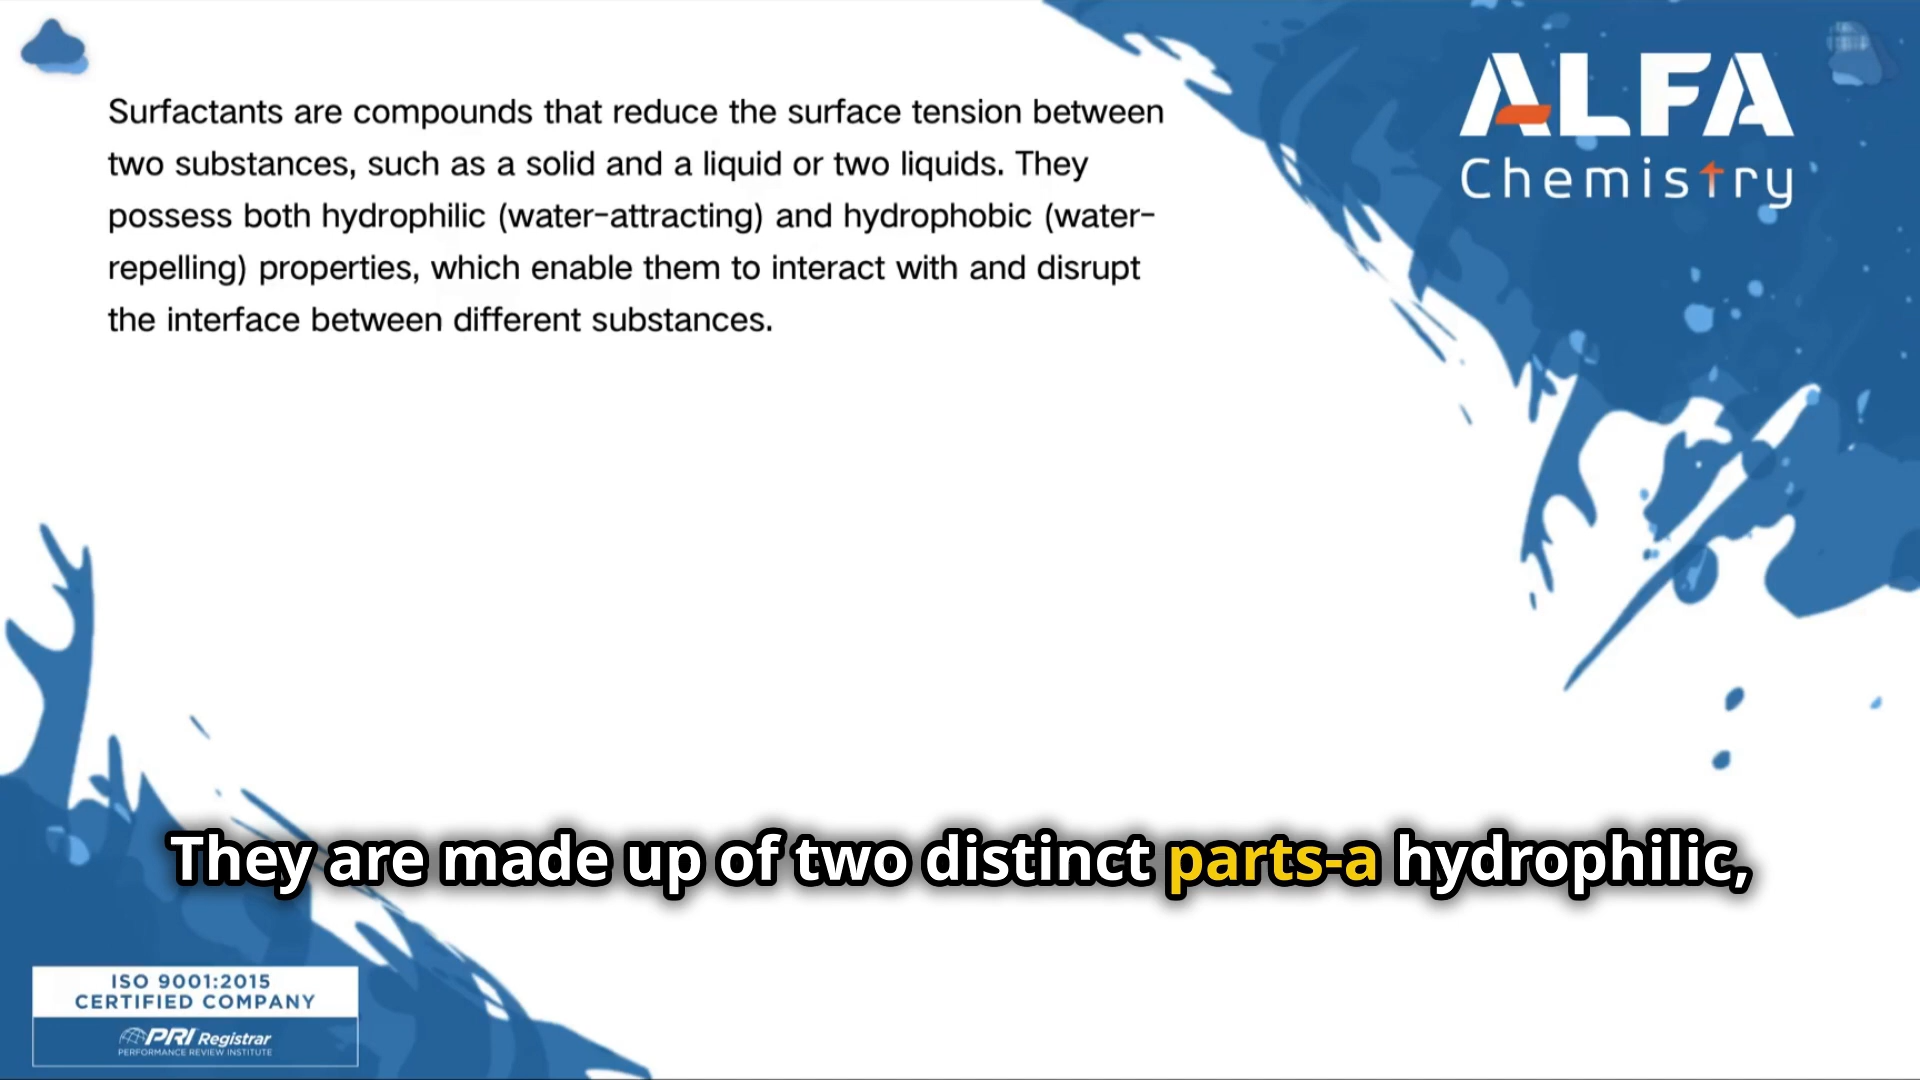 Surfactants are compounds that reduce the surface tension between
two substances, such as a solid and a liquid or two liquids. They
possess both hydrophilic (water-attracting) and hydrophobic (water-
repelling) properties, which enable them to interact with and disrupt
the interface between different substances.
ALFA
Chemistry
They are made up of two distinct parts-a hydrophilic,
ISO 9001:2015
CERTIFIED COMPANY
PRI Registrar
PERFORMANCE REVIEW INSTITUTE